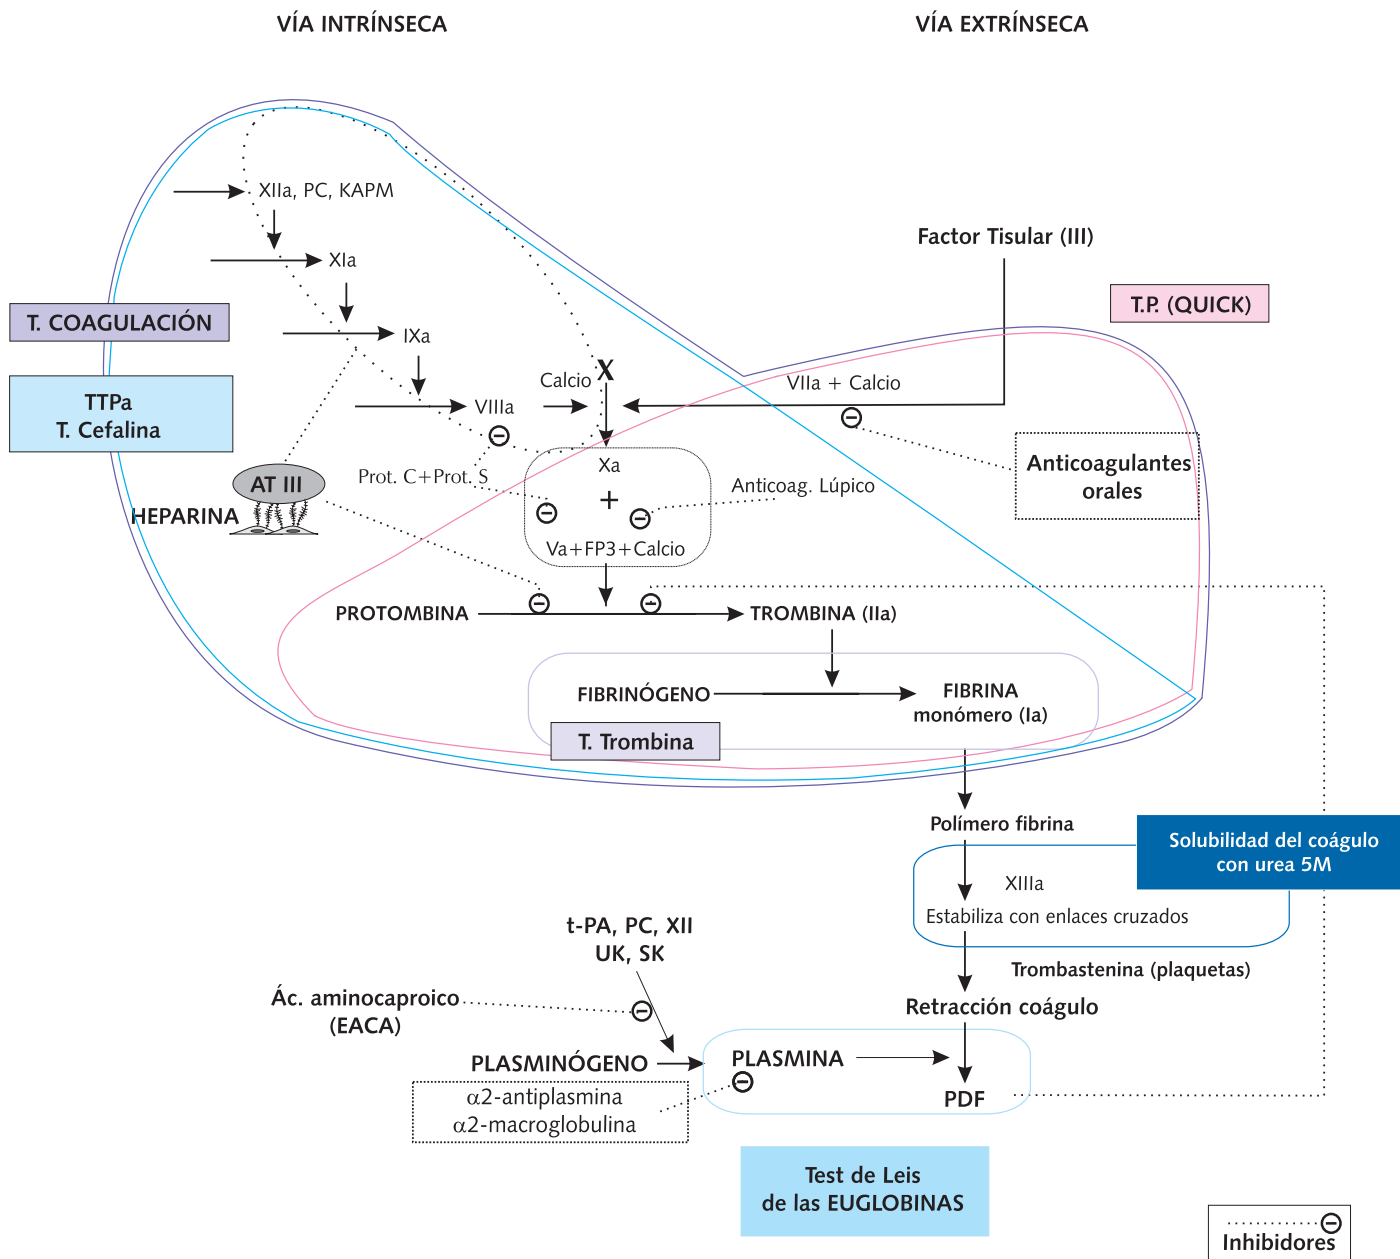 VÍA INTRÍNSECA
VÍA EXTRÍNSECA
XIIa, PC, KAPM
Factor Tisular (III)
XIa
T.P. (QUICK)
T. COAGULACIÓN
IXa
TTPa
T. Cefalina
Calcio
X
VIIa + Calcio
VIIIa
Anticoagulantes
orales
Prot. C+Prot. S
Xa
+
Anticoag. Lúpico
AT III
HEPARINA
Va+FP3+Calcio
PROTOMBINA
TROMBINA (IIa)
FIBRINÓGENO
FIBRINA
monómero (Ia)
T. Trombina
Polímero fibrina
Solubilidad del coágulo
con urea 5M
XIIIa
Estabiliza con enlaces cruzados
t-PA, PC, XII
UK, SK
Trombastenina (plaquetas)
Ác. aminocaproico
(EACA)
Retracción coágulo
PLASMINÓGENO
PLASMINA
α2-antiplasmina
α2-macroglobulina
PDF
Test de Leis
de las EUGLOBINAS
Inhibidores